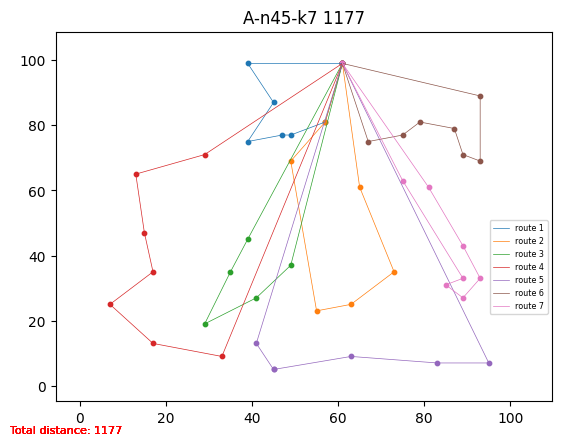 A-n45-k7 1177
100
80
60
40
20
0
route 1
route 2
route 3
route 4
route 5
route 6
route 7
0 20 40 60 80 100
Total distance: 1177